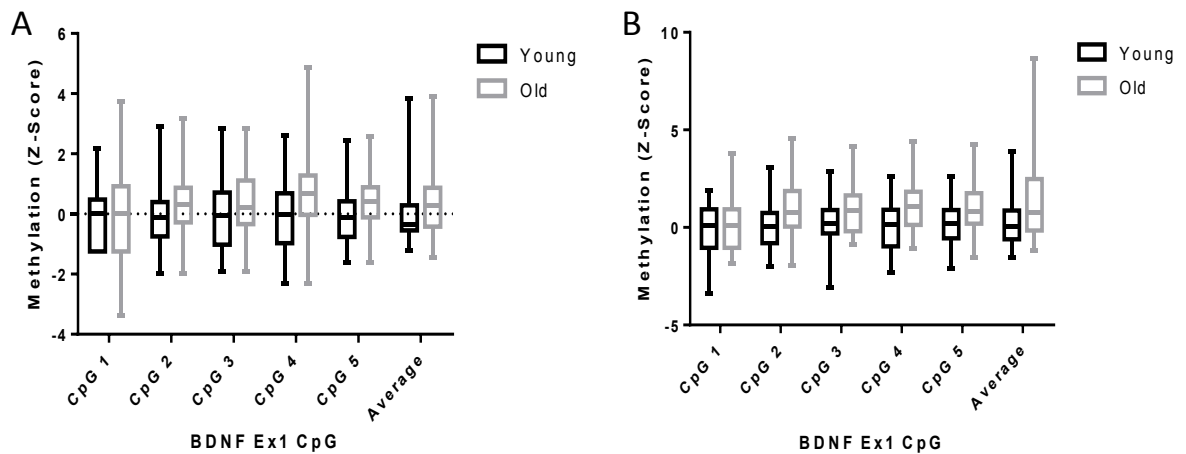 A
Methylation (Z-Score)
6
4
2
0
-2
-4
CpG 1
CpG 2
CpG 3
CpG 4
CpG 5
Average
BDNF Ex1 CpG
Young
Old
B
Methylation (Z-Score)
10
5
0
-5
CpG 1
CpG 2
CpG 3
CpG 4
CpG 5
Average
BDNF Ex1 CpG
Young
Old